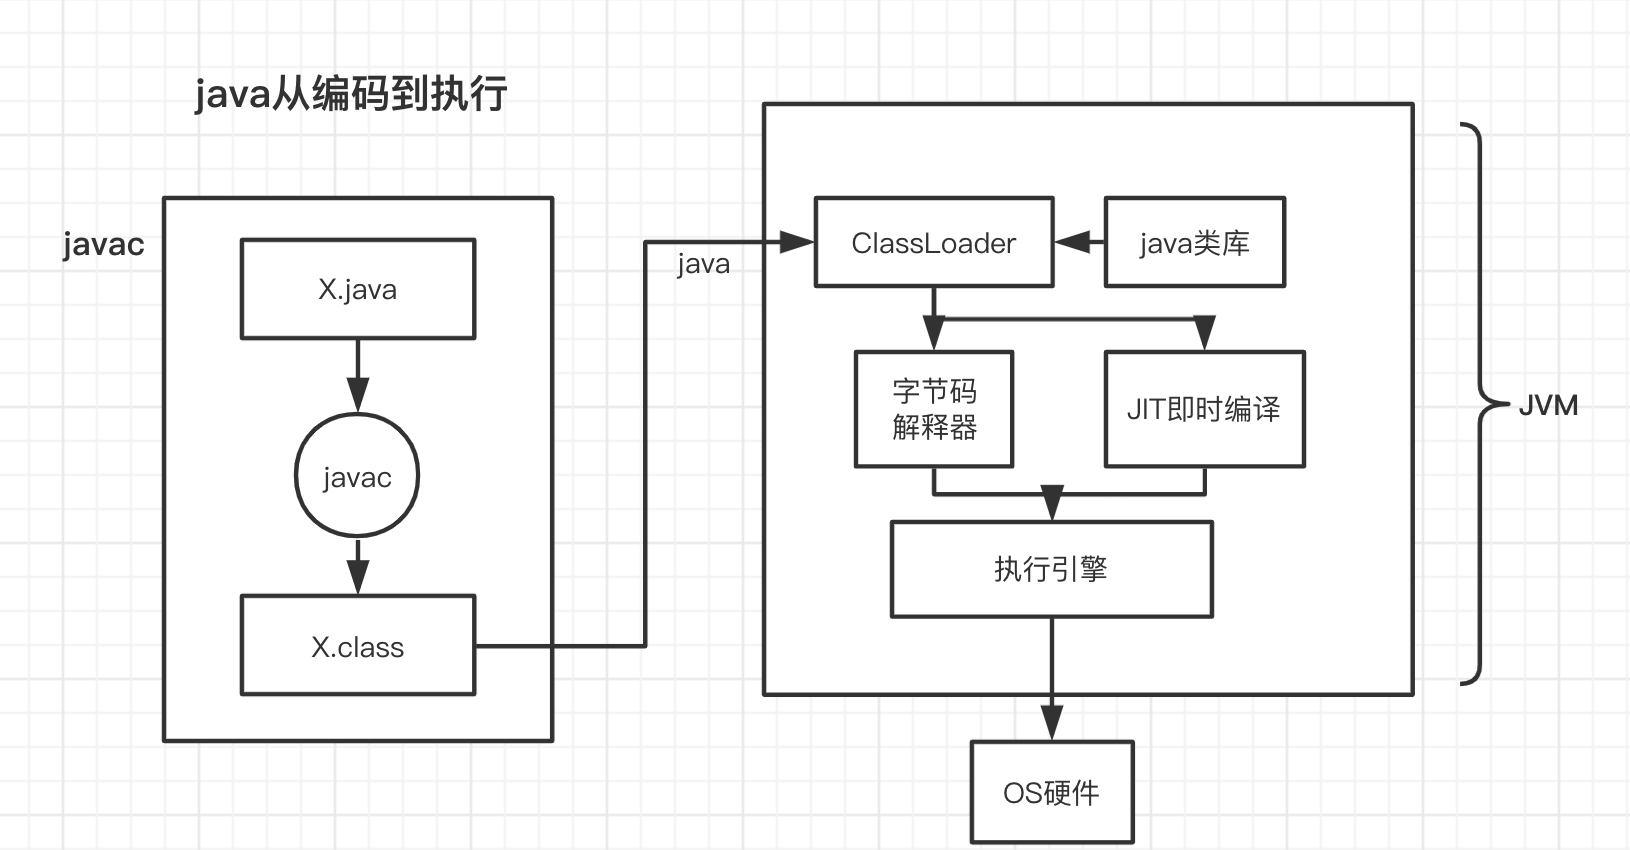 java从编码到执行
javac
X.java
javac
X.class
java
ClassLoader
java类库
字节码
解释器
JIT即时编译
执行引擎
JVM
OS硬件